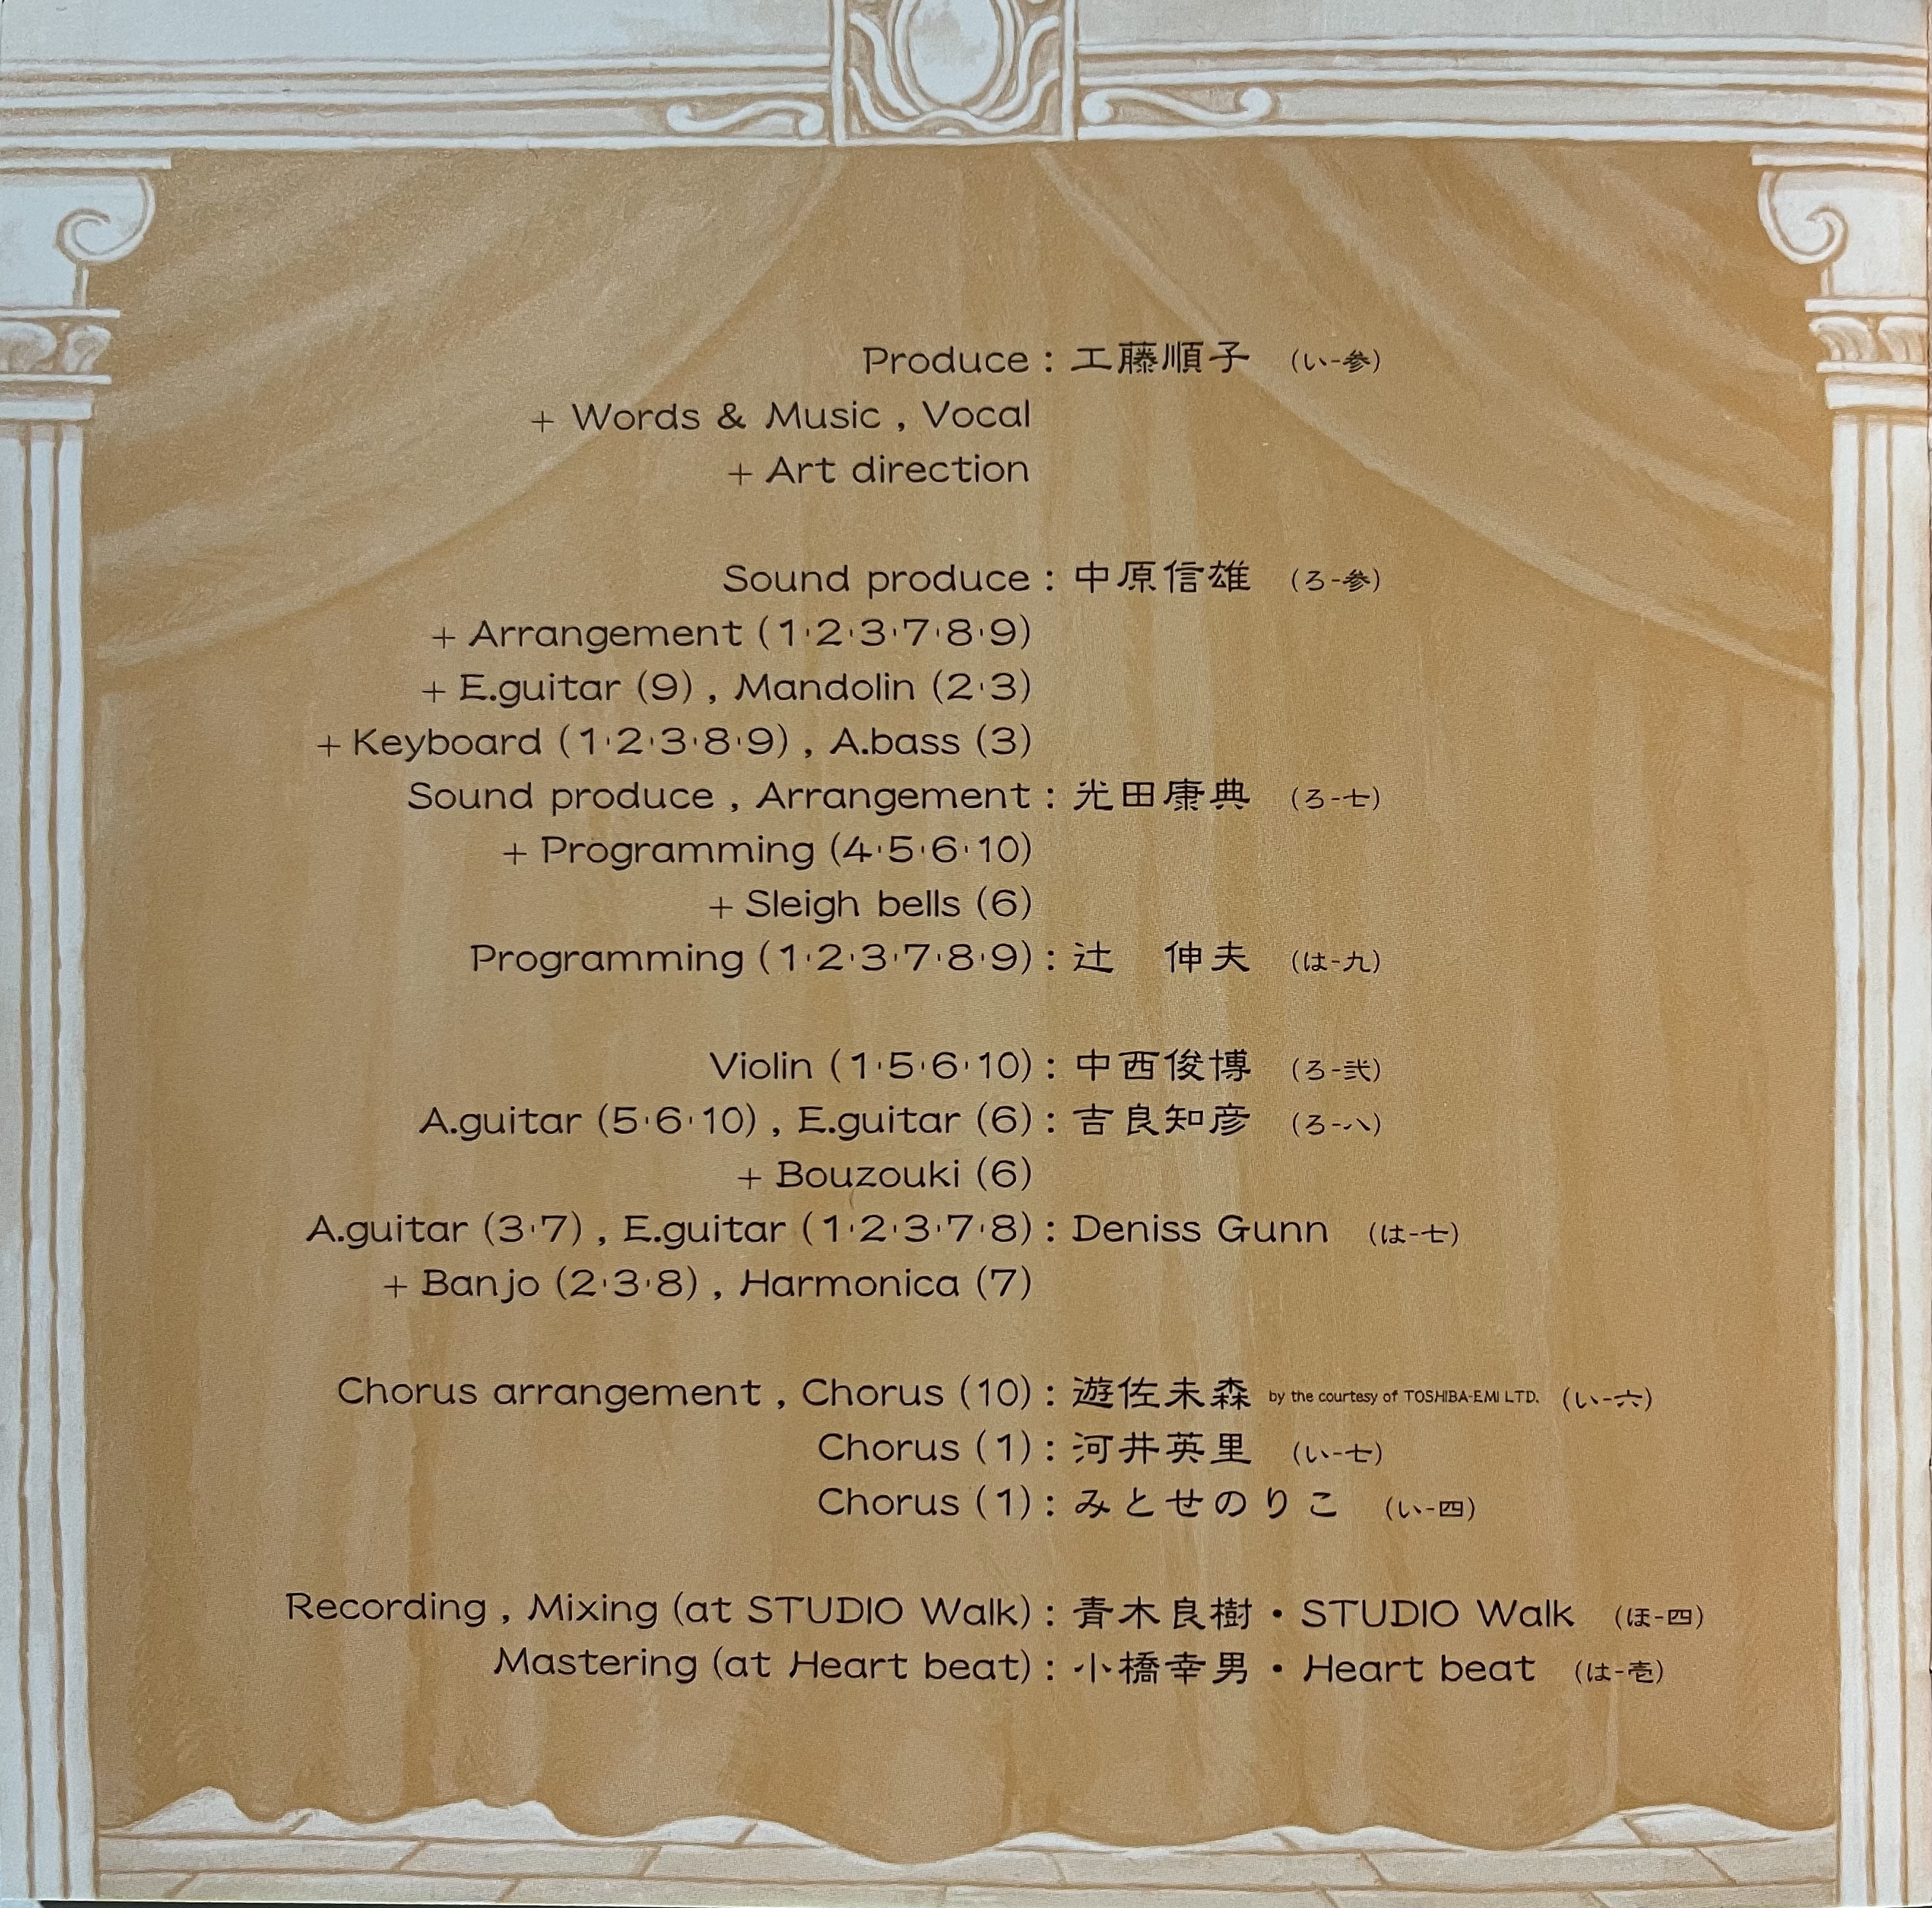 Produce : 工藤順子 (い-参)
+ Words & Music , Vocal
+ Art direction
Sound produce : 中原信雄 (ろ-参)
+ Arrangement (1·2·3·7·8·9)
+ E.guitar (9) , Mandolin (2·3)
+ Keyboard (1·2·3·8·9) , A.bass (3)
Sound produce , Arrangement : 光田康典 (ろ-七)
+ Programming (4·5·6·10)
+ Sleigh bells (6)
Programming (1·2·3·7·8·9) : 辻　伸夫 (は-九)
Violin (1·5·6·10) : 中西俊博 (ろ-弐)
A.guitar (5·6·10) , E.guitar (6) : 吉良知彦 (ろ-八)
+ Bouzouki (6)
A.guitar (3·7) , E.guitar (1·2·3·7·8) : Deniss Gunn (は-七)
+ Banjo (2·3·8) , Harmonica (7)
Chorus arrangement , Chorus (10) : 遊佐未森 by the courtesy of TOSHIBA-EMI LTD. (い-六)
Chorus (1) : 河井英里 (い-七)
Chorus (1) : みとせのりこ (い-四)
Recording , Mixing (at STUDIO Walk) : 青木良樹・STUDIO Walk (ほ-四)
Mastering (at Heart beat) : 小橋幸男・Heart beat (は-壱)